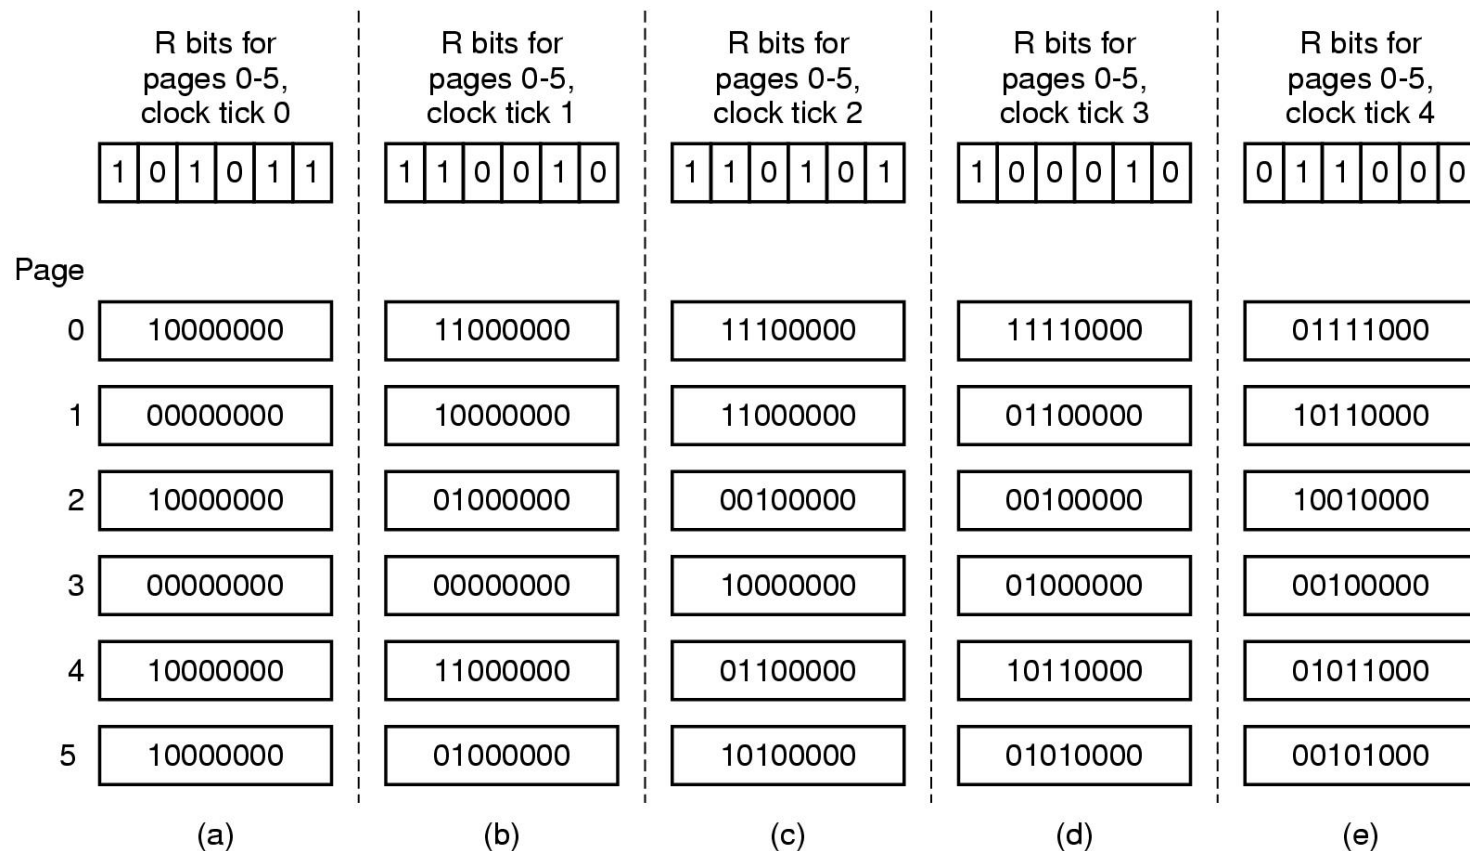 R bits for
pages 0-5,
clock tick 0
R bits for
pages 0-5,
clock tick 1
R bits for
pages 0-5,
clock tick 2
R bits for
pages 0-5,
clock tick 3
R bits for
pages 0-5,
clock tick 4
1 0 1 0 1 1
1 1 0 0 1 0
1 1 0 1 0 1
1 0 0 0 1 0
0 1 1 0 0 0
Page
0 10000000 11000000 11100000 11110000 01111000
1 00000000 10000000 11000000 01100000 10110000
2 10000000 01000000 00100000 00100000 10010000
3 00000000 00000000 10000000 01000000 00100000
4 10000000 11000000 01100000 10110000 01011000
5 10000000 01000000 10100000 01010000 00101000
(a) (b) (c) (d) (e)